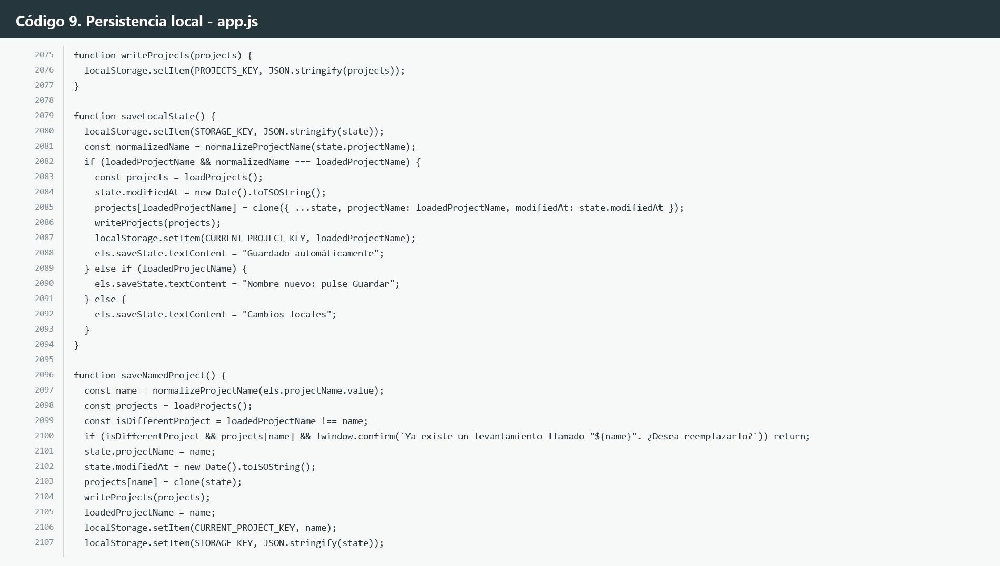 Código 9. Persistencia local - app.js
2075 function writeProjects(projects) {
2076   localStorage.setItem(PROJECTS_KEY, JSON.stringify(projects));
2077 }
2078
2079 function saveLocalState() {
2080   localStorage.setItem(STORAGE_KEY, JSON.stringify(state));
2081   const normalizedName = normalizeProjectName(state.projectName);
2082   if (loadedProjectName && normalizedName === loadedProjectName) {
2083     const projects = loadProjects();
2084     state.modifiedAt = new Date().toISOString();
2085     projects[loadedProjectName] = clone({ ...state, projectName: loadedProjectName, modifiedAt: state.modifiedAt });
2086     writeProjects(projects);
2087     localStorage.setItem(CURRENT_PROJECT_KEY, loadedProjectName);
2088     els.saveState.textContent = "Guardado automáticamente";
2089   } else if (loadedProjectName) {
2090     els.saveState.textContent = "Nombre nuevo: pulse Guardar";
2091   } else {
2092     els.saveState.textContent = "Cambios locales";
2093   }
2094 }
2095
2096 function saveNamedProject() {
2097   const name = normalizeProjectName(els.projectName.value);
2098   const projects = loadProjects();
2099   const isDifferentProject = loadedProjectName !== name;
2100   if (isDifferentProject && projects[name] && !window.confirm(`Ya existe un levantamiento llamado "${name}". ¿Desea reemplazarlo?`)) return;
2101   state.projectName = name;
2102   state.modifiedAt = new Date().toISOString();
2103   projects[name] = clone(state);
2104   writeProjects(projects);
2105   loadedProjectName = name;
2106   localStorage.setItem(CURRENT_PROJECT_KEY, name);
2107   localStorage.setItem(STORAGE_KEY, JSON.stringify(state));